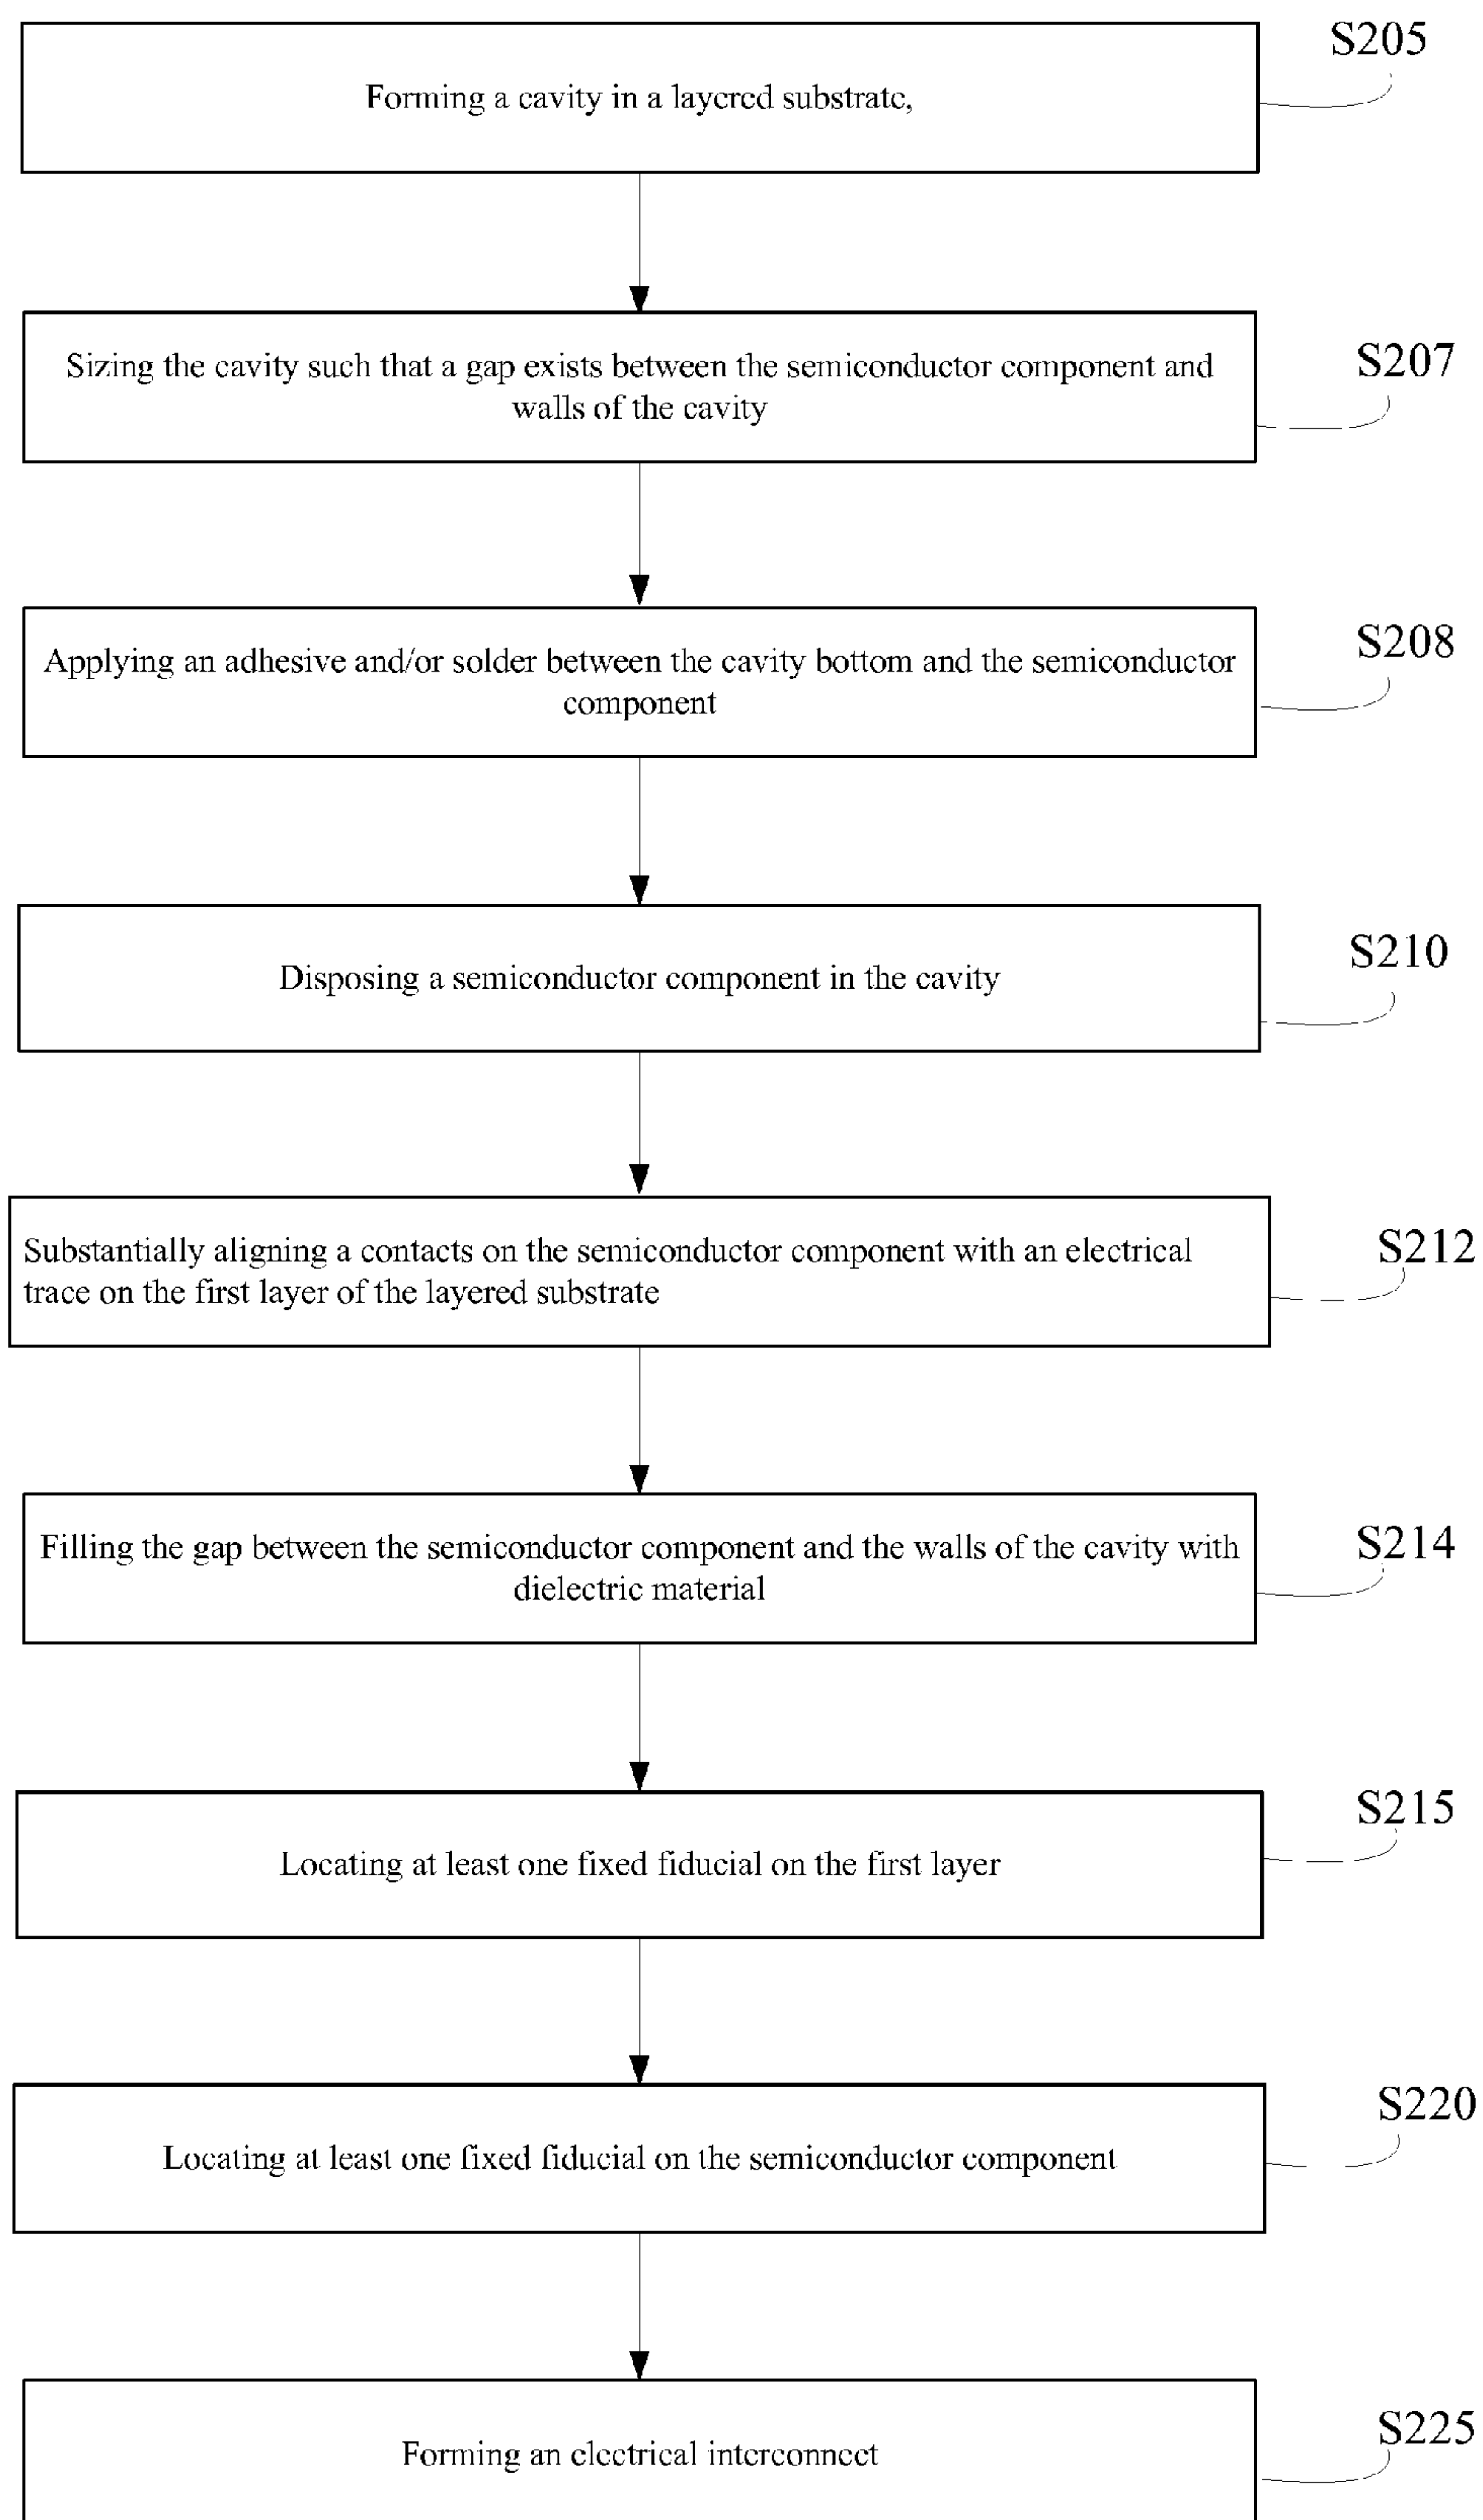 S205
Forming a cavity in a layered substrate,
Sizing the cavity such that a gap exists between the semiconductor component and
walls of the cavity
S207
Applying an adhesive and/or solder between the cavity bottom and the semiconductor
component
S208
Disposing a semiconductor component in the cavity
S210
Substantially aligning a contacts on the semiconductor component with an electrical
trace on the first layer of the layered substrate
S212
Filling the gap between the semiconductor component and the walls of the cavity with
dielectric material
S214
Locating at least one fixed fiducial on the first layer
S215
Locating at least one fixed fiducial on the semiconductor component
S220
Forming an electrical interconnect
S225